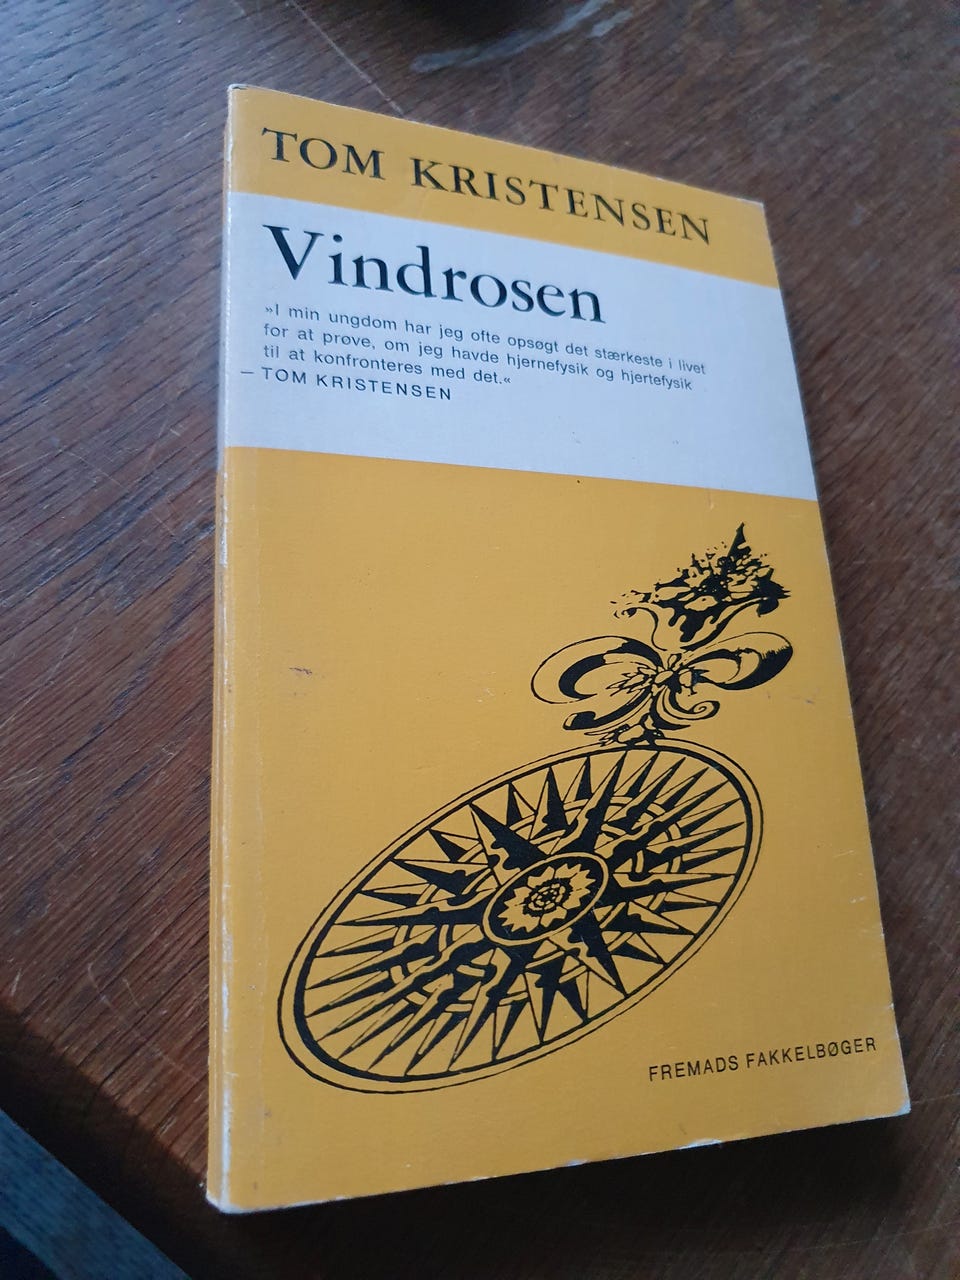 TOM KRISTENSEN
Vindrosen
»I min ungdom har jeg ofte opsøgt det stærkeste i livet
for at prøve, om jeg havde hjernefysik og hjertefysik
til at konfronteres med det.«
– TOM KRISTENSEN
FREMADS FAKKELBØGER